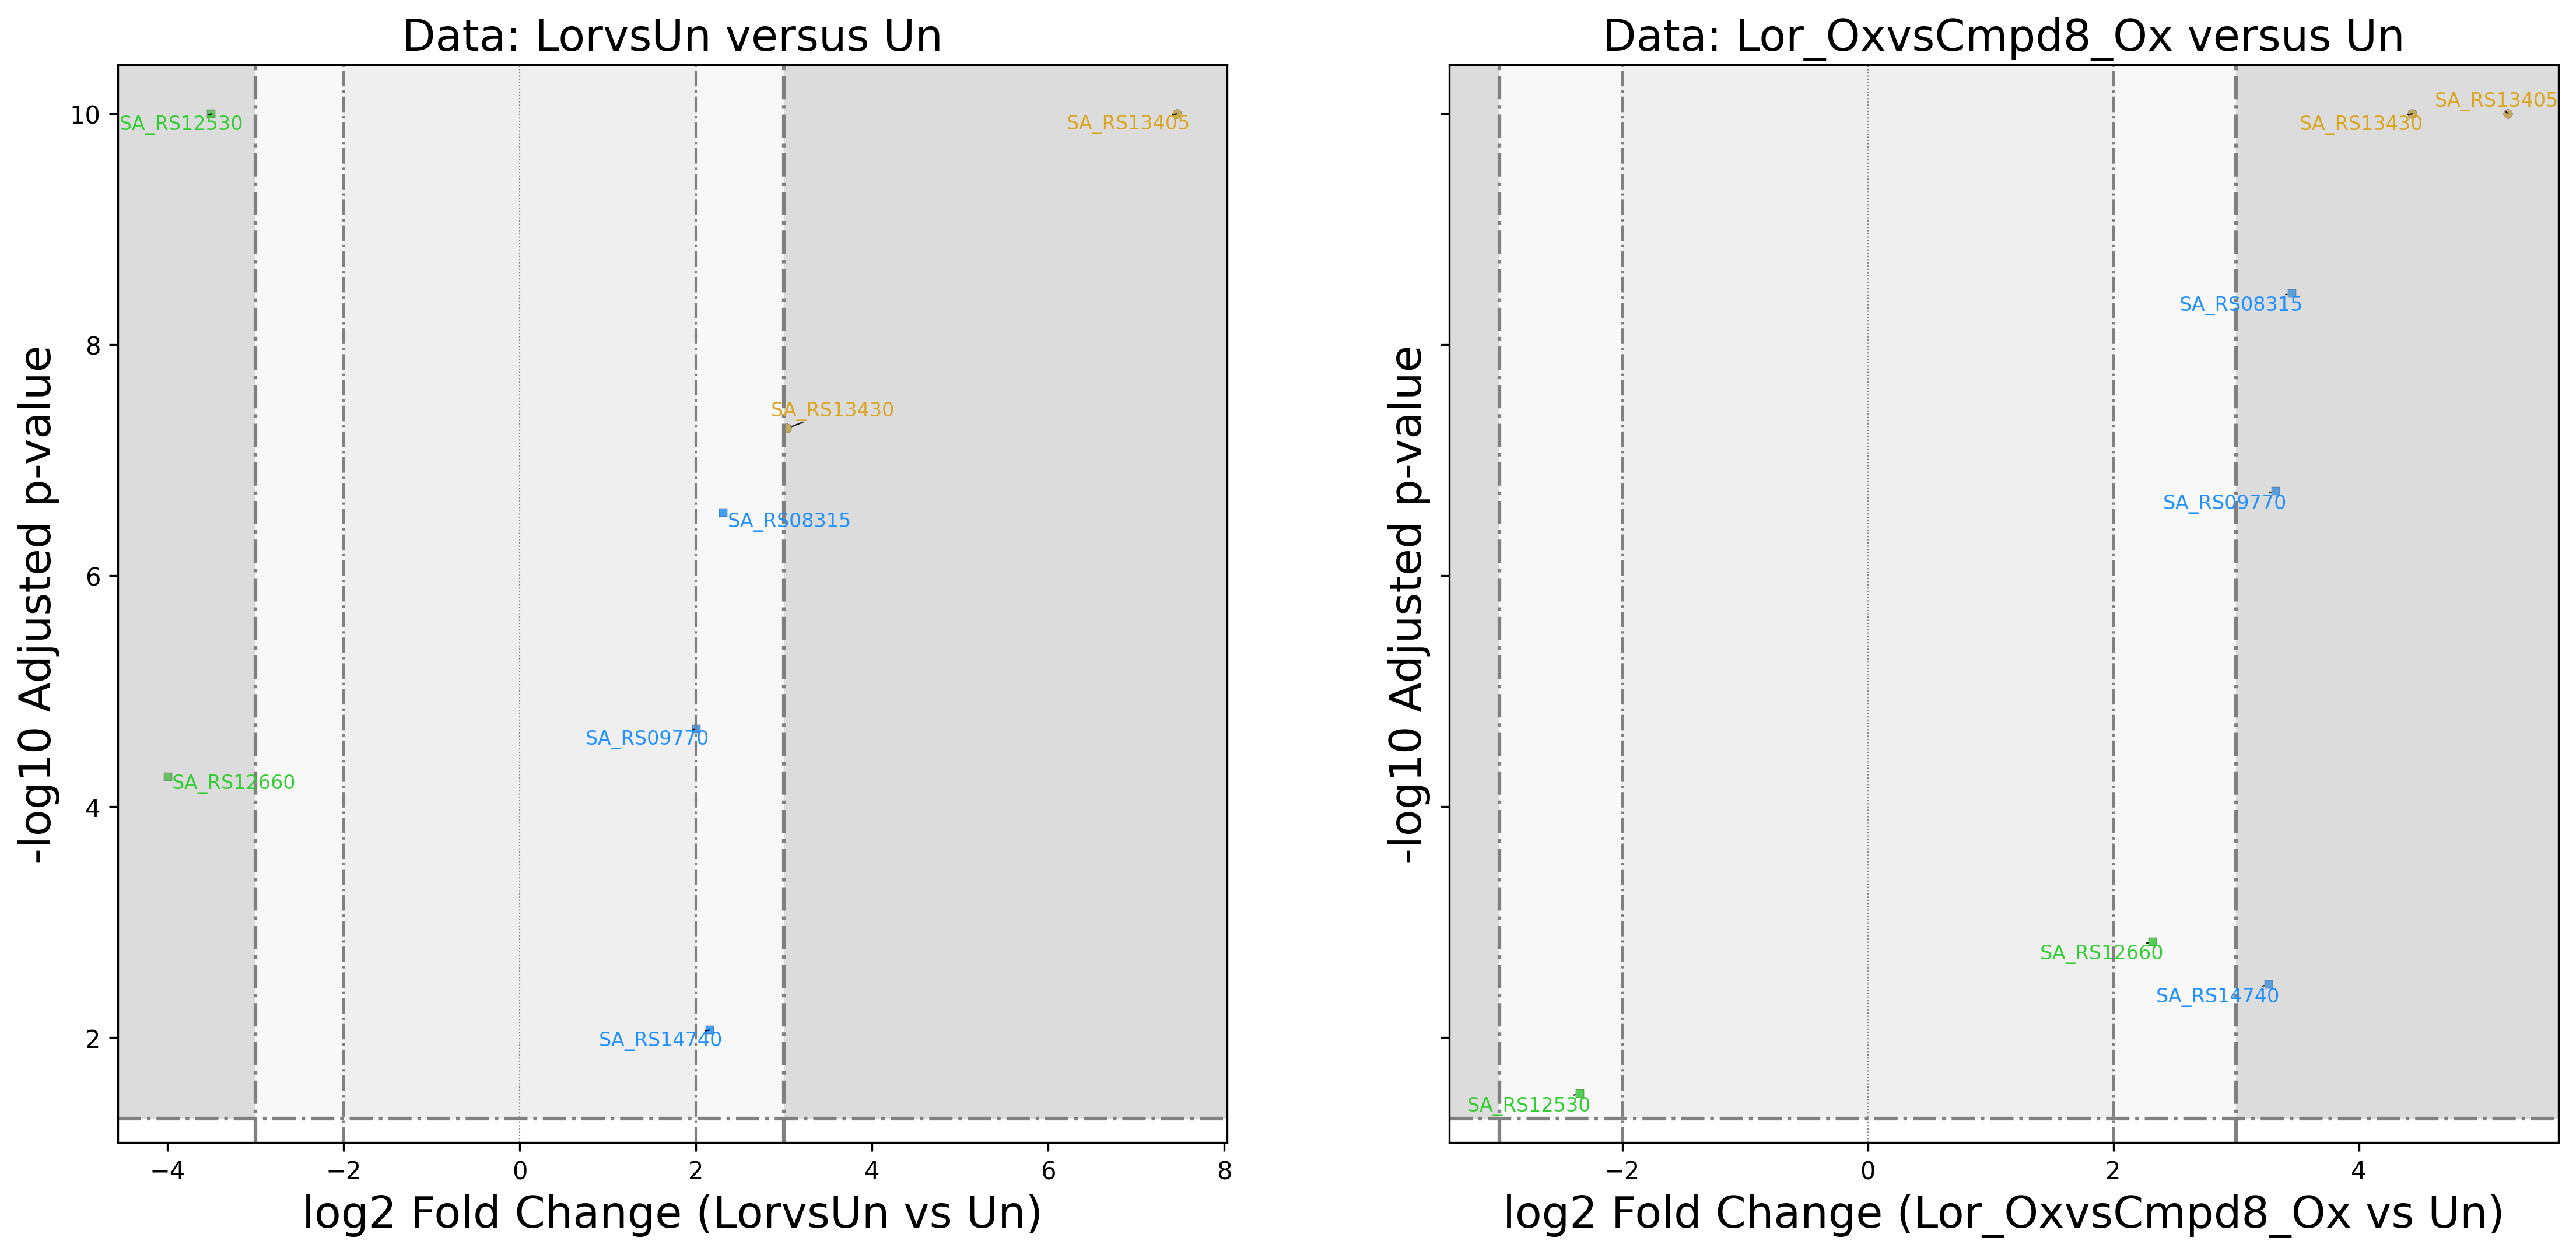 Data: LorvsUn versus Un
-log10 Adjusted p-value
10
8
6
4
2
SA_RS12530
SA_RS13405
SA_RS13430
SA_RS08315
SA_RS09770
SA_RS12660
SA_RS14740
−4
−2
0
2
4
6
8
log2 Fold Change (LorvsUn vs Un)
Data: Lor_OxvsCmpd8_Ox versus Un
-log10 Adjusted p-value
SA_RS13405
SA_RS13430
SA_RS08315
SA_RS09770
SA_RS12660
SA_RS14740
SA_RS12530
−2
0
2
4
log2 Fold Change (Lor_OxvsCmpd8_Ox vs Un)